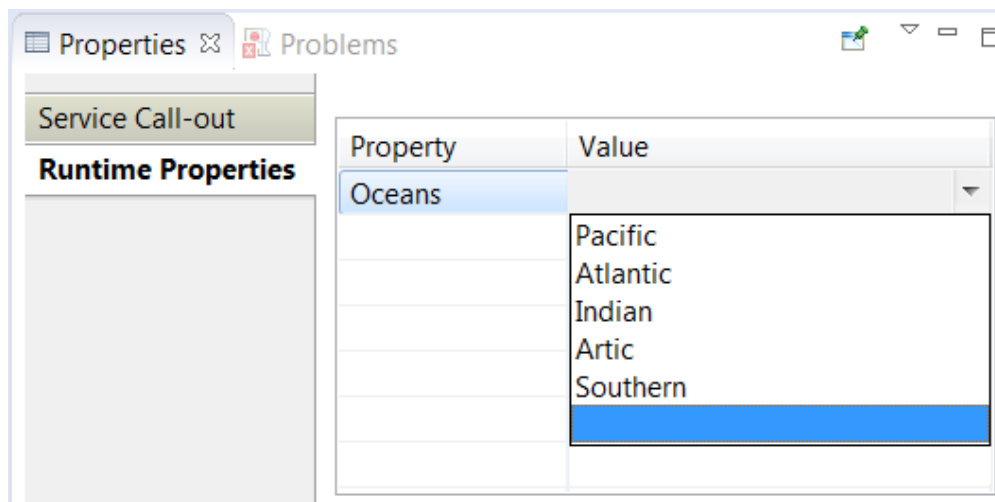 Properties Problems
Service Call-out
Runtime Properties
Property Value
Oceans
Pacific
Atlantic
Indian
Artic
Southern